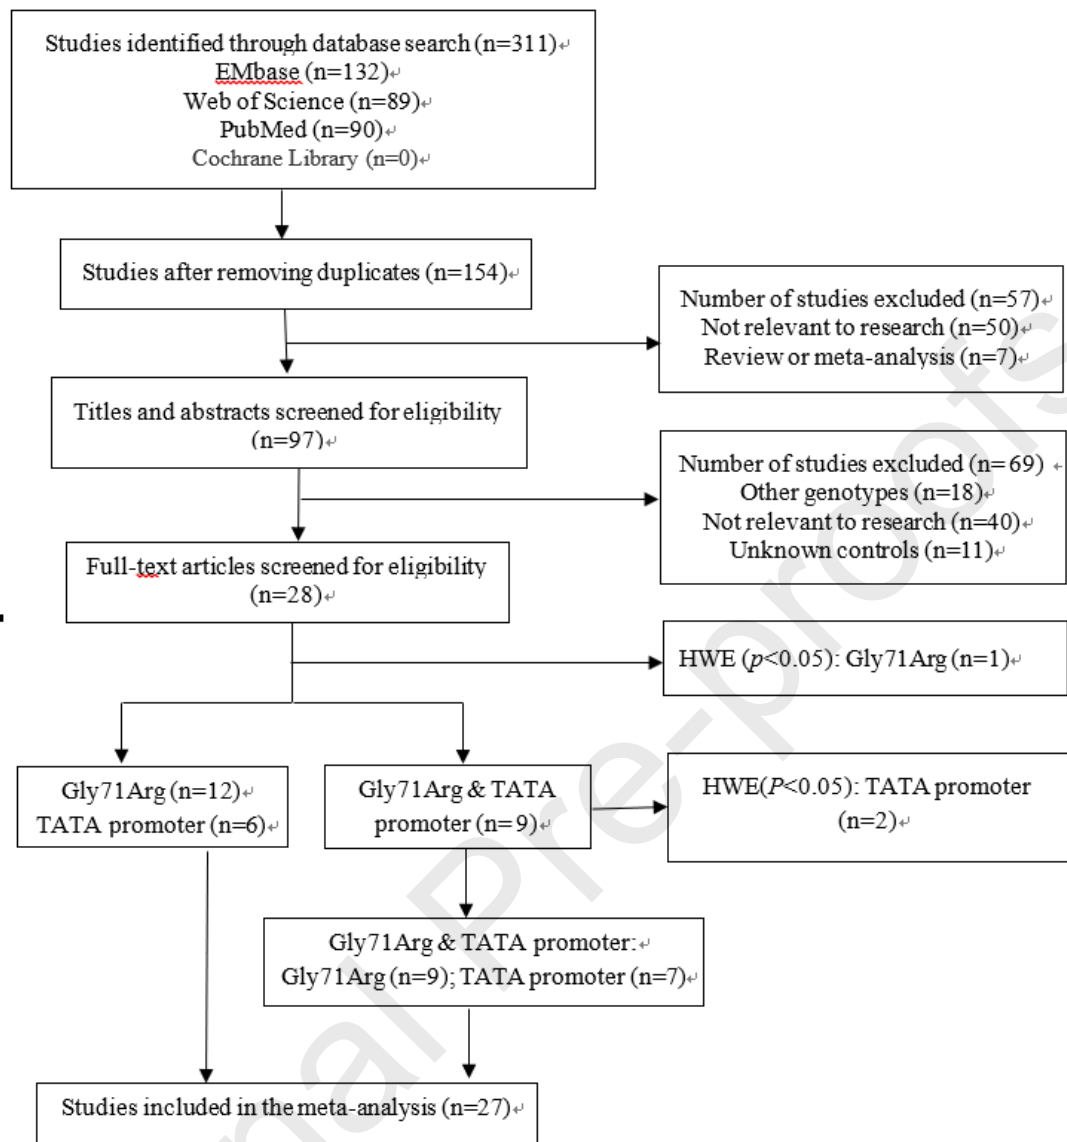 Studies identified through database search (n=311)↵
EMbase (n=132)↵
Web of Science (n=89)↵
PubMed (n=90)↵
Cochrane Library (n=0)↵
Studies after removing duplicates (n=154)↵
Number of studies excluded (n=57)↵
Not relevant to research (n=50)↵
Review or meta-analysis (n=7)↵
Titles and abstracts screened for eligibility
(n=97)↵
Number of studies excluded (n= 69) ↵
Other genotypes (n=18)↵
Not relevant to research (n=40)↵
Unknown controls (n=11)↵
Full-text articles screened for eligibility
(n=28)↵
HWE (p<0.05): Gly71Arg (n=1)↵
Gly71Arg (n=12)↵
TATA promoter (n=6)↵
Gly71Arg & TATA
promoter (n= 9)↵
HWE(P<0.05): TATA promoter
(n=2)↵
Gly71Arg & TATA promoter:↵
Gly71Arg (n=9); TATA promoter (n=7)↵
Studies included in the meta-analysis (n=27)↵
nal Pre-proofs